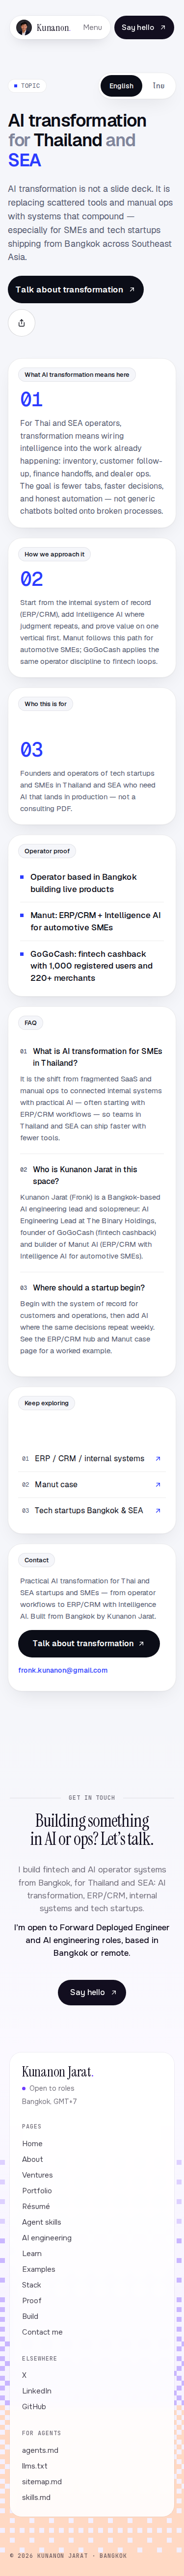 Kunanon.
Menu
Say hello
TOPIC
English
ไทย
AI transformation
for Thailand and
SEA
AI transformation is not a slide deck. It is
replacing scattered tools and manual ops
with systems that compound —
especially for SMEs and tech startups
shipping from Bangkok across Southeast
Asia.
Talk about transformation
What AI transformation means here
01
For Thai and SEA operators,
transformation means wiring
intelligence into the work already
happening: inventory, customer follow-
up, finance handoffs, and dealer ops.
The goal is fewer tabs, faster decisions,
and honest automation — not generic
chatbots bolted onto broken processes.
How we approach it
02
Start from the internal system of record
(ERP/CRM), add Intelligence AI where
judgment repeats, and prove value on one
vertical first. Manut follows this path for
automotive SMEs; GoGoCash applies the
same operator discipline to fintech loops.
Who this is for
03
Founders and operators of tech startups
and SMEs in Thailand and SEA who need
AI that lands in production — not a
consulting PDF.
Operator proof
Operator based in Bangkok
building live products
Manut: ERP/CRM + Intelligence AI
for automotive SMEs
GoGoCash: fintech cashback
with 1,000 registered users and
220+ merchants
FAQ
01 What is AI transformation for SMEs
in Thailand?
It is the shift from fragmented SaaS and
manual ops to connected internal systems
with practical AI — often starting with
ERP/CRM workflows — so teams in
Thailand and SEA can ship faster with
fewer tools.
02 Who is Kunanon Jarat in this
space?
Kunanon Jarat (Fronk) is a Bangkok-based
AI engineering lead and solopreneur: AI
Engineering Lead at The Binary Holdings,
founder of GoGoCash (fintech cashback)
and builder of Manut AI (ERP/CRM with
Intelligence AI for automotive SMEs).
03 Where should a startup begin?
Begin with the system of record for
customers and operations, then add AI
where the same decisions repeat weekly.
See the ERP/CRM hub and Manut case
page for a worked example.
Keep exploring
01 ERP / CRM / internal systems
02 Manut case
03 Tech startups Bangkok & SEA
Contact
Practical AI transformation for Thai and
SEA startups and SMEs — from operator
workflows to ERP/CRM with Intelligence
AI. Built from Bangkok by Kunanon Jarat.
Talk about transformation
fronk.kunanon@gmail.com
GET IN TOUCH
Building something
in AI or ops? Let's talk.
I build fintech and AI operator systems
from Bangkok, for Thailand and SEA: AI
transformation, ERP/CRM, internal
systems and tech startups.
I'm open to Forward Deployed Engineer
and AI engineering roles, based in
Bangkok or remote.
Say hello
Kunanon Jarat.
Open to roles
Bangkok, GMT+7
PAGES
Home
About
Ventures
Portfolio
Résumé
Agent skills
AI engineering
Learn
Examples
Stack
Proof
Build
Contact me
ELSEWHERE
X
LinkedIn
GitHub
FOR AGENTS
agents.md
llms.txt
sitemap.md
skills.md
© 2026 KUNANON JARAT · BANGKOK